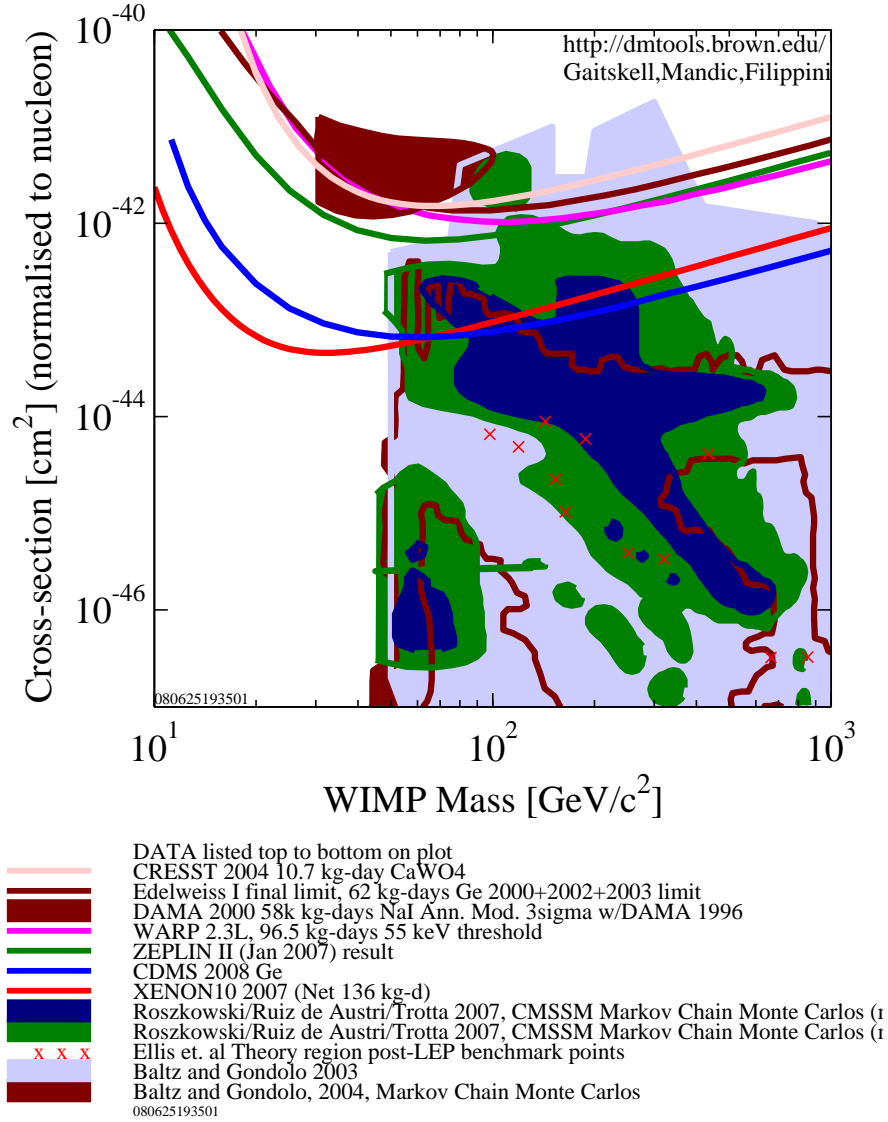 10^-40
http://dmtools.brown.edu/
Gaitskell,Mandic,Filippini
10^-42
10^-44
10^-46
Cross-section [cm^2] (normalised to nucleon)
080625193501
10^1
10^2
10^3
WIMP Mass [GeV/c^2]
DATA listed top to bottom on plot
CRESST 2004 10.7 kg-day CaWO4
Edelweiss I final limit, 62 kg-days Ge 2000+2002+2003 limit
DAMA 2000 58k kg-days NaI Ann. Mod. 3sigma w/DAMA 1996
WARP 2.3L, 96.5 kg-days 55 keV threshold
ZEPLIN II (Jan 2007) result
CDMS 2008 Ge
XENON10 2007 (Net 136 kg-d)
Roszkowski/Ruiz de Austri/Trotta 2007, CMSSM Markov Chain Monte Carlos (
Roszkowski/Ruiz de Austri/Trotta 2007, CMSSM Markov Chain Monte Carlos (
x x x Ellis et. al Theory region post-LEP benchmark points
Baltz and Gondolo 2003
Baltz and Gondolo, 2004, Markov Chain Monte Carlos
080625193501